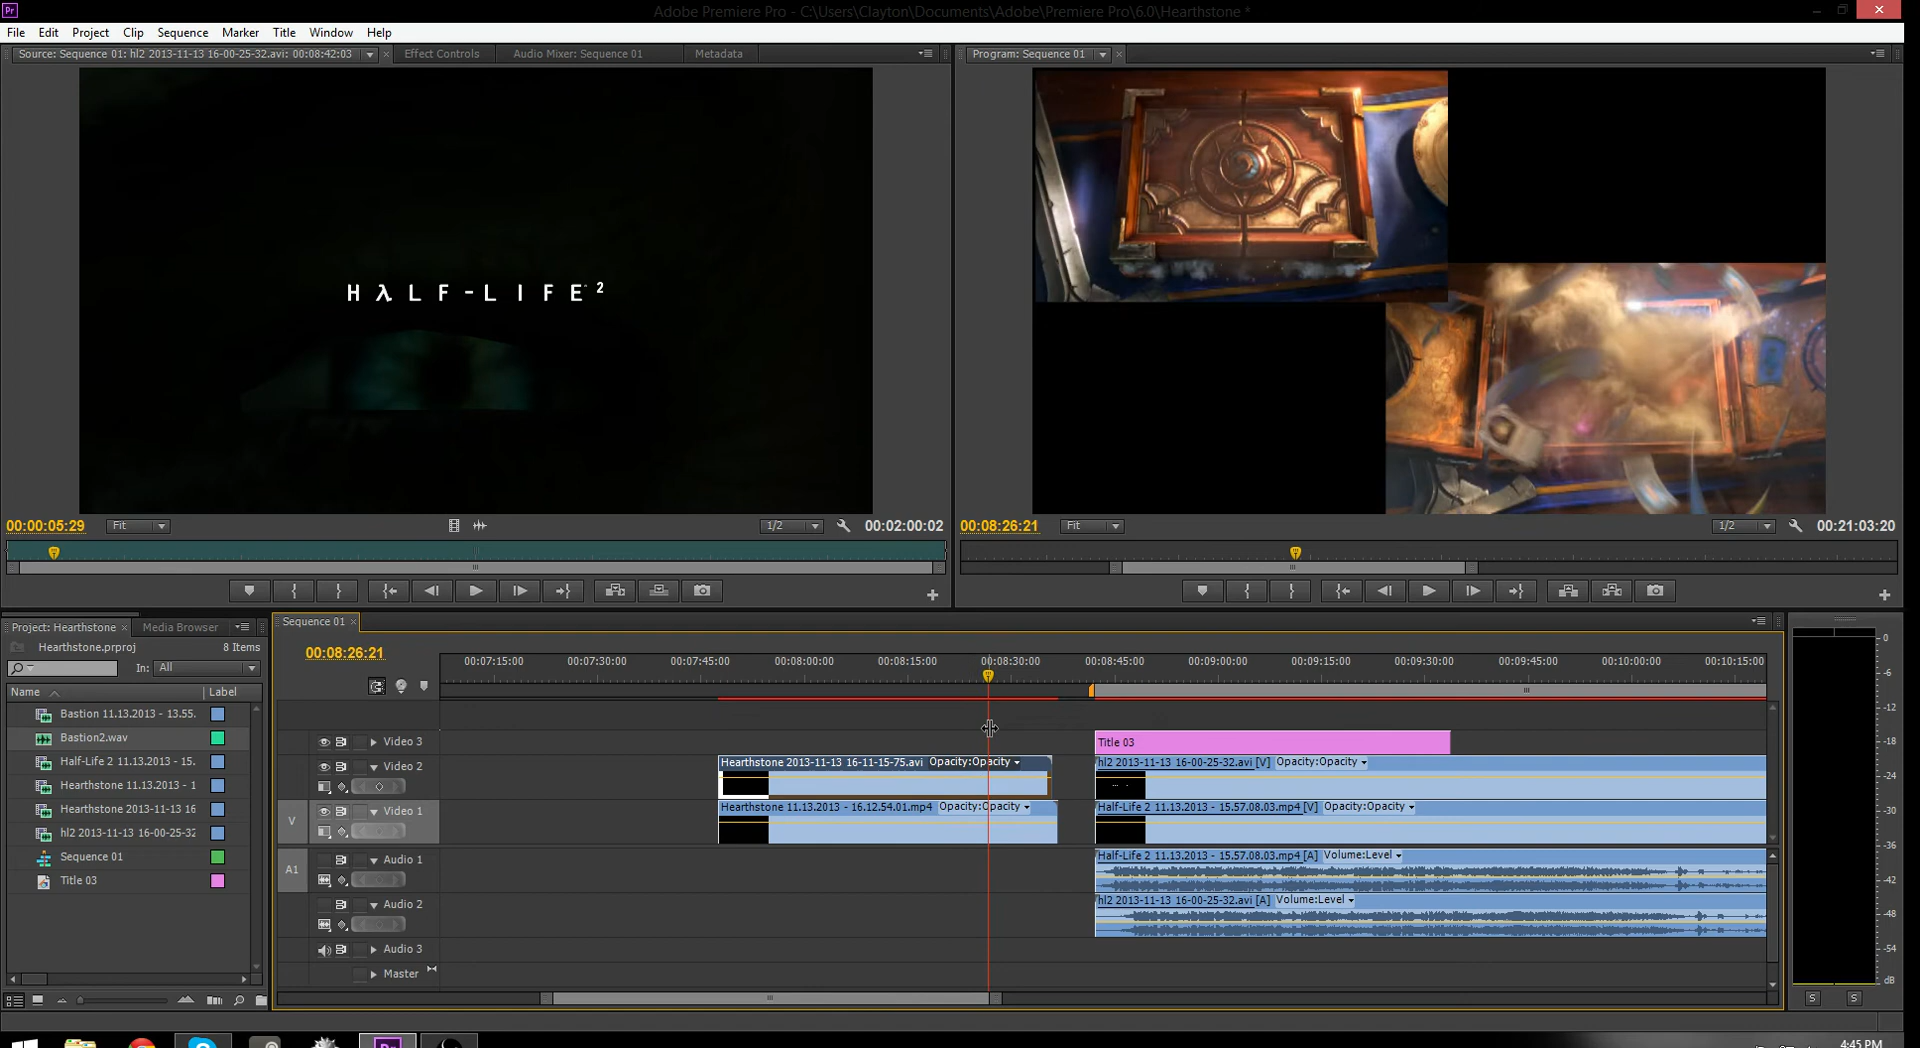 Adobe Premiere Pro - C:\Users\Clayton\Documents\Adobe\Premiere Pro\6.0\Hearthstone *
File Edit Project Clip Sequence Marker Title Window Help
Source: Sequence 01: hl2 2013-11-13 16-00-25-32.avi: 00:08:42:03 Effect Controls Audio Mixer: Sequence 01 Metadata
Program: Sequence 01
HλLF-LIFE²
00:00:05:29 Fit 1/2 00:02:00:02
00:08:26:21 Fit 1/2 00:21:03:20
Project: Hearthstone Media Browser
Hearthstone.prproj 8 Items
In: All
Name Label
Bastion 11.13.2013 - 13.55.
Bastion2.wav
Half-Life 2 11.13.2013 - 15.
Hearthstone 11.13.2013 - 1
Hearthstone 2013-11-13 16
hl2 2013-11-13 16-00-25-32
Sequence 01
Title 03
Sequence 01
00:08:26:21
00:07:15:00 00:07:30:00 00:07:45:00 00:08:00:00 00:08:15:00 00:08:30:00 00:08:45:00 00:09:00:00 00:09:15:00 00:09:30:00 00:09:45:00 00:10:00:00 00:10:15:00
Video 3 Title 03
Video 2 Hearthstone 2013-11-13 16-11-15-75.avi Opacity:Opacity hl2 2013-11-13 16-00-25-32.avi [V] Opacity:Opacity
V Video 1 Hearthstone 11.13.2013 - 16.12.54.01.mp4 Opacity:Opacity Half-Life 2 11.13.2013 - 15.57.08.03.mp4 [V] Opacity:Opacity
A1 Audio 1 Half-Life 2 11.13.2013 - 15.57.08.03.mp4 [A] Volume:Level
Audio 2 hl2 2013-11-13 16-00-25-32.avi [A] Volume:Level
Audio 3
Master
0
-6
-12
-18
-24
-30
-36
-42
-48
-54
dB
S S
4:45 PM